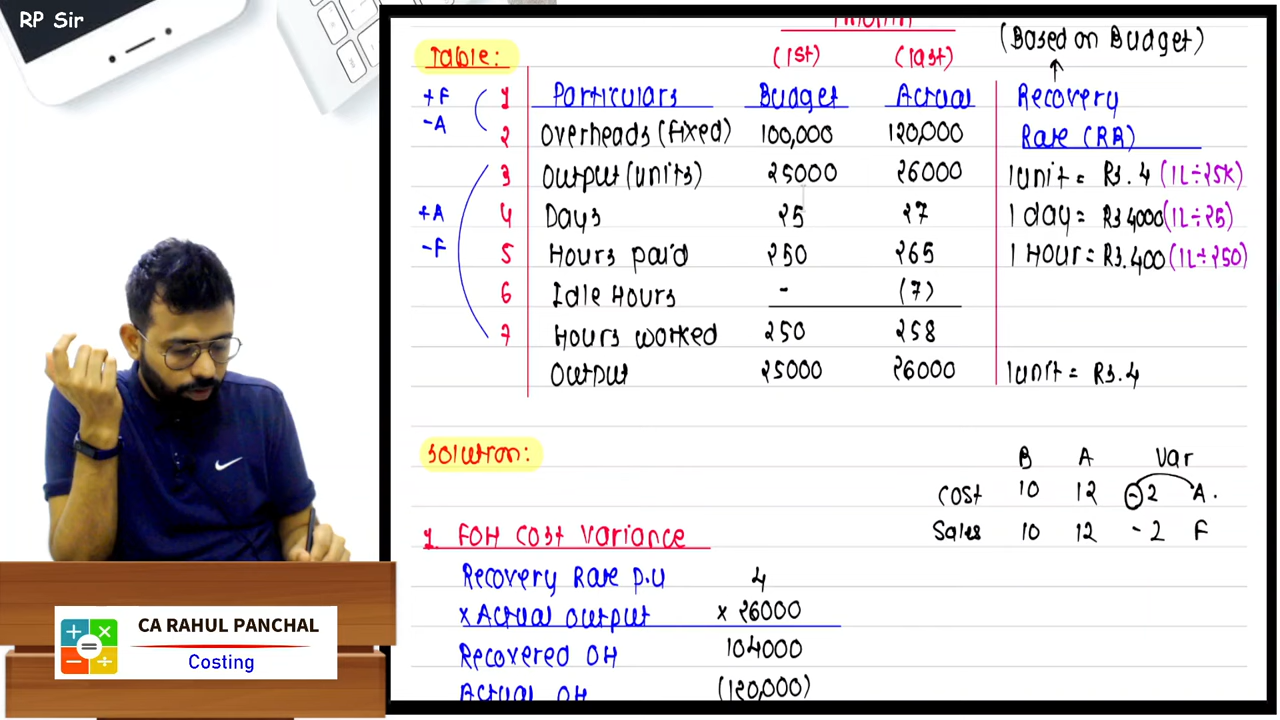 RP Sir
(Based on Budget)
Table:
(1st) (last)
+F 1 Particulars Budget Actual Recovery
-A 2 Overheads (fixed) 100,000 120,000 Rate (RR)
3 Output (units) 25000 26000 1 unit = Rs. 4 (1L÷25K)
+A 4 Days 25 27 1 day = Rs 4000 (1L÷25)
-F 5 Hours paid 250 265 1 Hour = Rs. 400 (1L÷250)
6 Idle Hours - (7)
7 Hours worked 250 258
Output 25000 26000 1 unit = Rs. 4
Solution:
B A Var
Cost 10 12 -2 A.
Sales 10 12 -2 F
1. FOH Cost Variance
Recovery Rate P.U 4
x Actual Output x 26000
Recovered OH 104000
Actual OH (120,000)
CA RAHUL PANCHAL
Costing